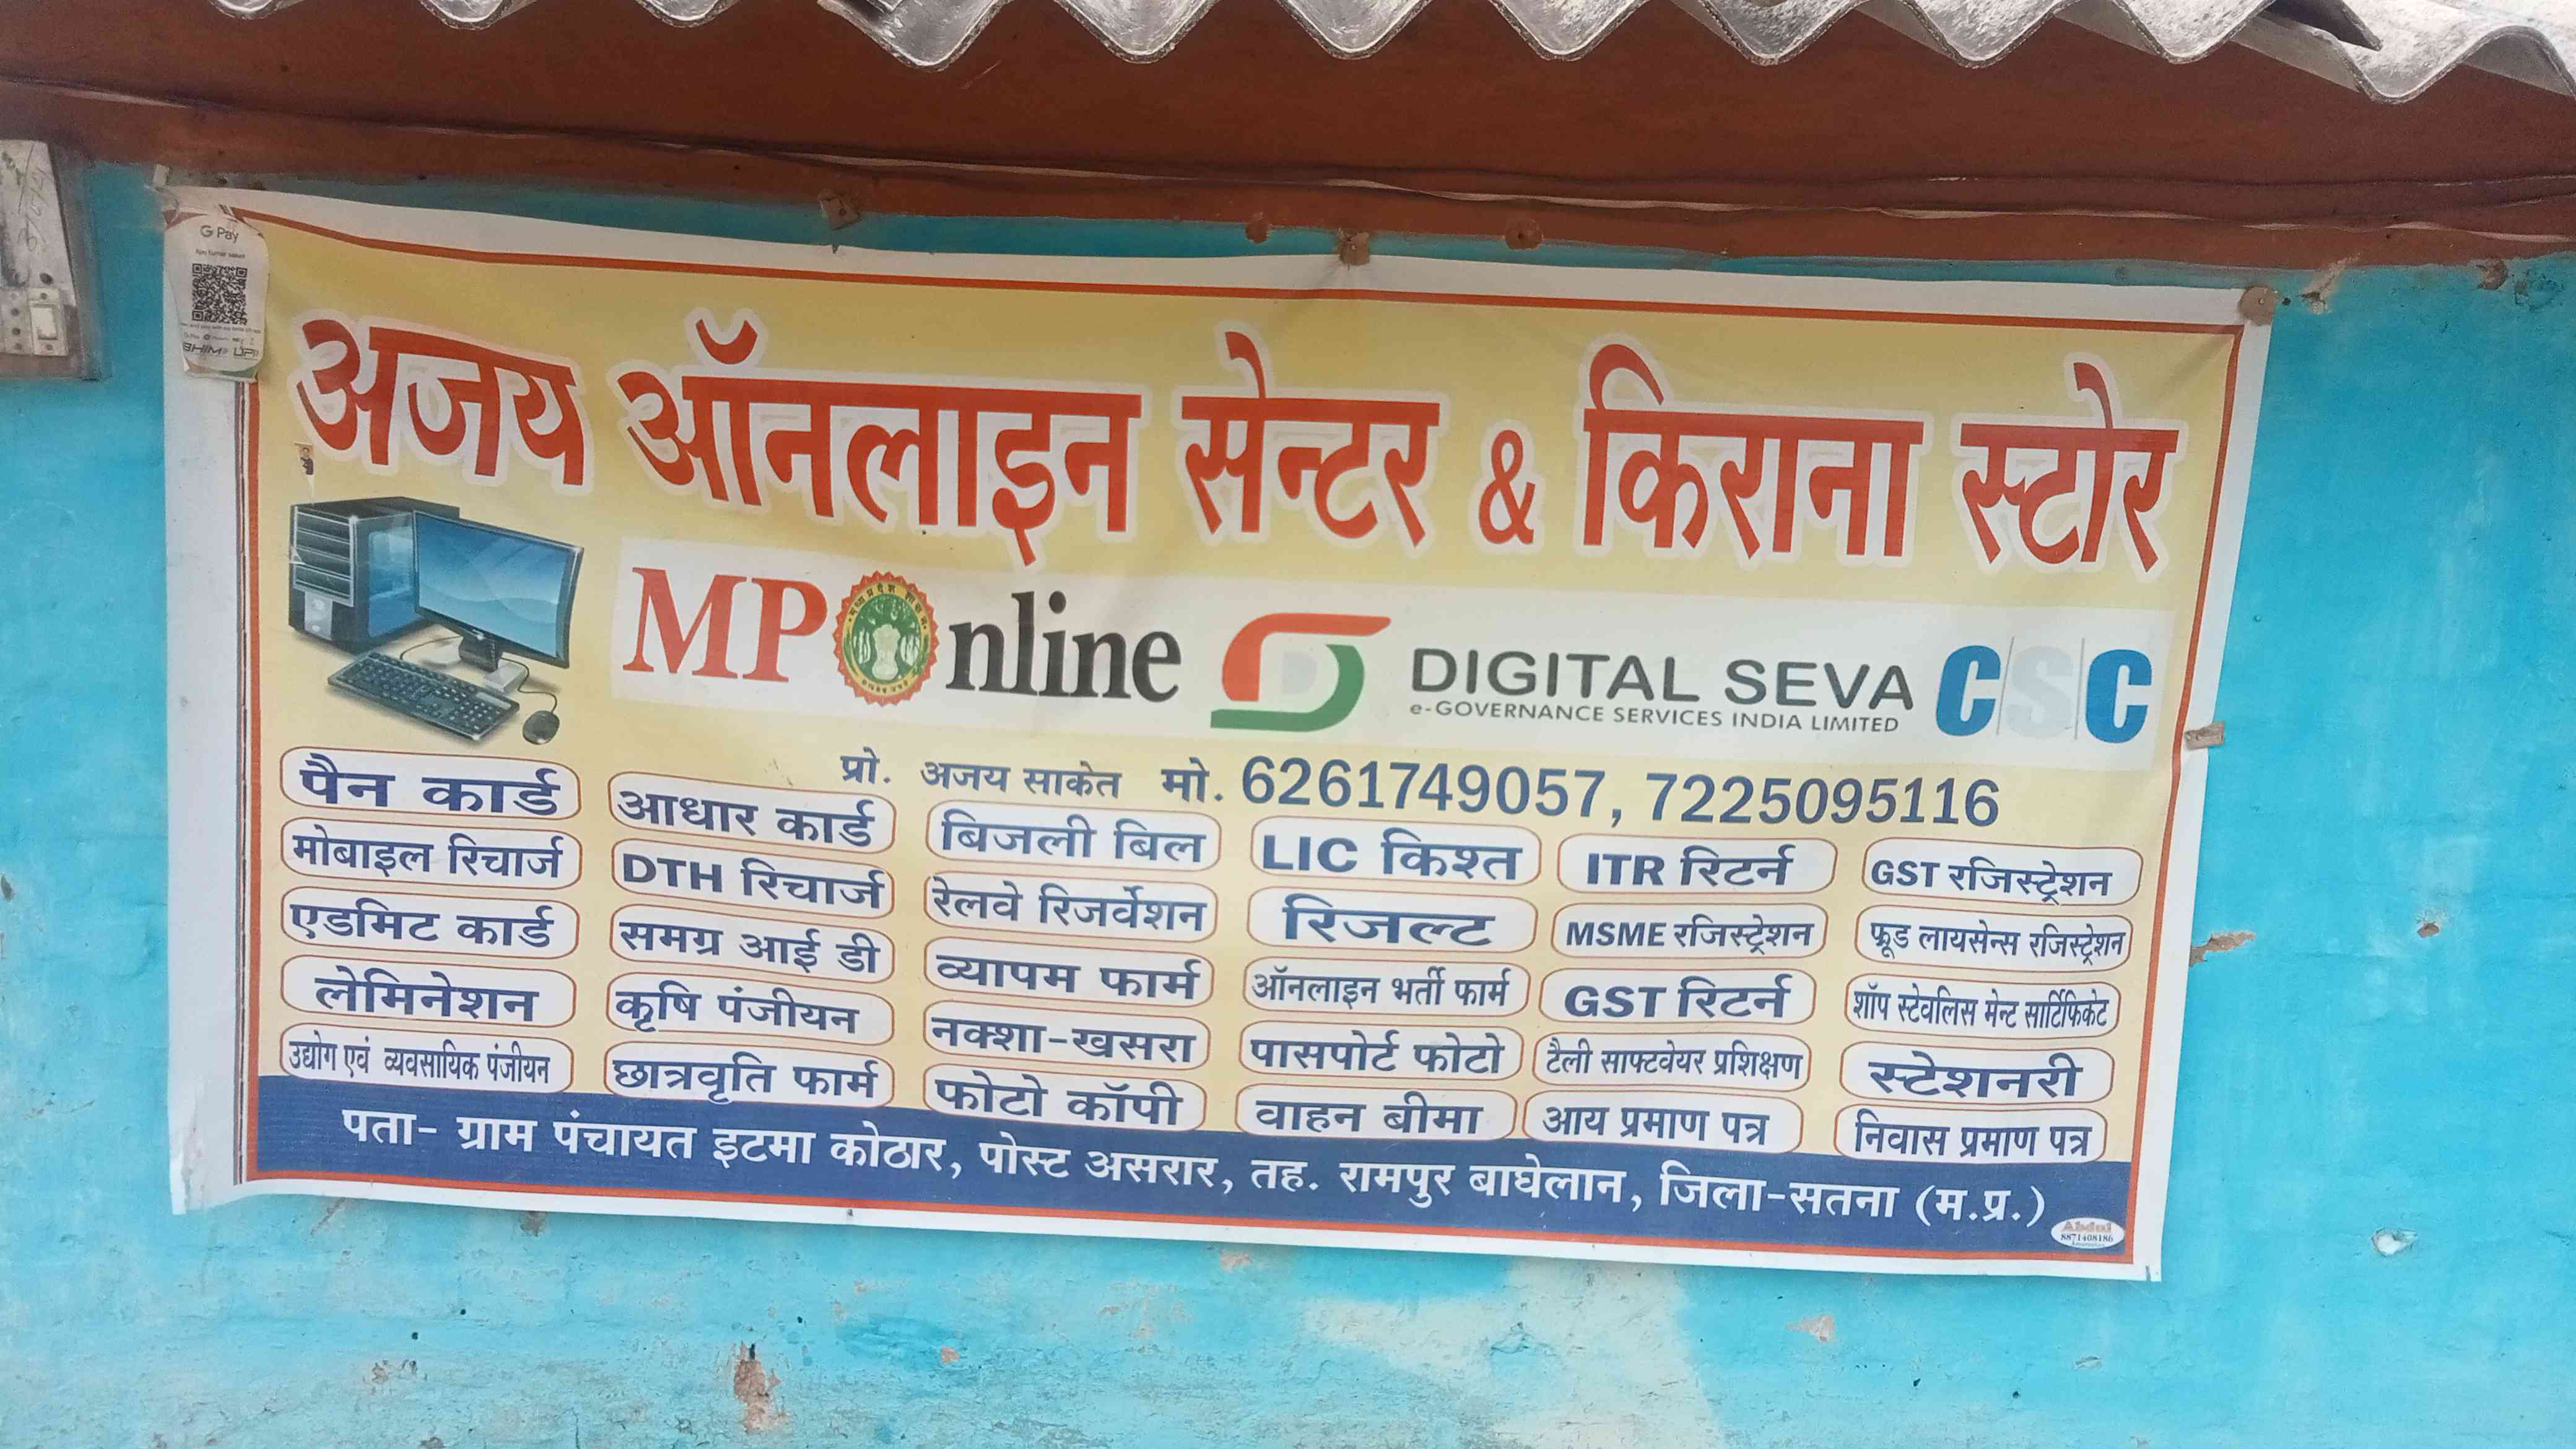 G Pay
अजय ऑनलाइन सेन्टर & किराना स्टोर
MPOnline DIGITAL SEVA CSC
e-GOVERNANCE SERVICES INDIA LIMITED
प्रो. अजय साकेत मो. 6261749057, 7225095116
पैन कार्ड आधार कार्ड बिजली बिल LIC किश्त ITR रिटर्न GST रजिस्ट्रेशन
मोबाइल रिचार्ज DTH रिचार्ज रेलवे रिजर्वेशन रिजल्ट MSME रजिस्ट्रेशन फ्रूड लायसेन्स रजिस्ट्रेशन
एडमिट कार्ड समग्र आई डी व्यापम फार्म ऑनलाइन भर्ती फार्म GST रिटर्न शॉप स्टेवलिस मेन्ट सार्टिफिकेट
लेमिनेशन कृषि पंजीयन नक्शा-खसरा पासपोर्ट फोटो टैली साफ्टवेयर प्रशिक्षण स्टेशनरी
उद्योग एवं व्यवसायिक पंजीयन छात्रवृति फार्म फोटो कॉपी वाहन बीमा आय प्रमाण पत्र निवास प्रमाण पत्र
पता- ग्राम पंचायत इटमा कोठार, पोस्ट असरार, तह. रामपुर बाघेलान, जिला-सतना (म.प्र.)
Abdul
8871408186